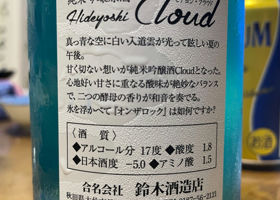 Hideyoshi Cloud
真っ青な空に白い入道雲が光って眩しい夏の
午後。
甘く切ない想いが純米吟醸酒Cloudとなった。
心地好い甘さに重なる酸味が絶妙なバランス
で、二つの酵母の香りが和音を奏でる。
氷を浮かべて『オンザロック』は如何ですか?
〈酒 質〉
◆アルコール分 17度 ◆酸度 1.8
◆日本酒度 -5.0 ◆アミノ酸 1.5
合名会社 鈴木酒造店